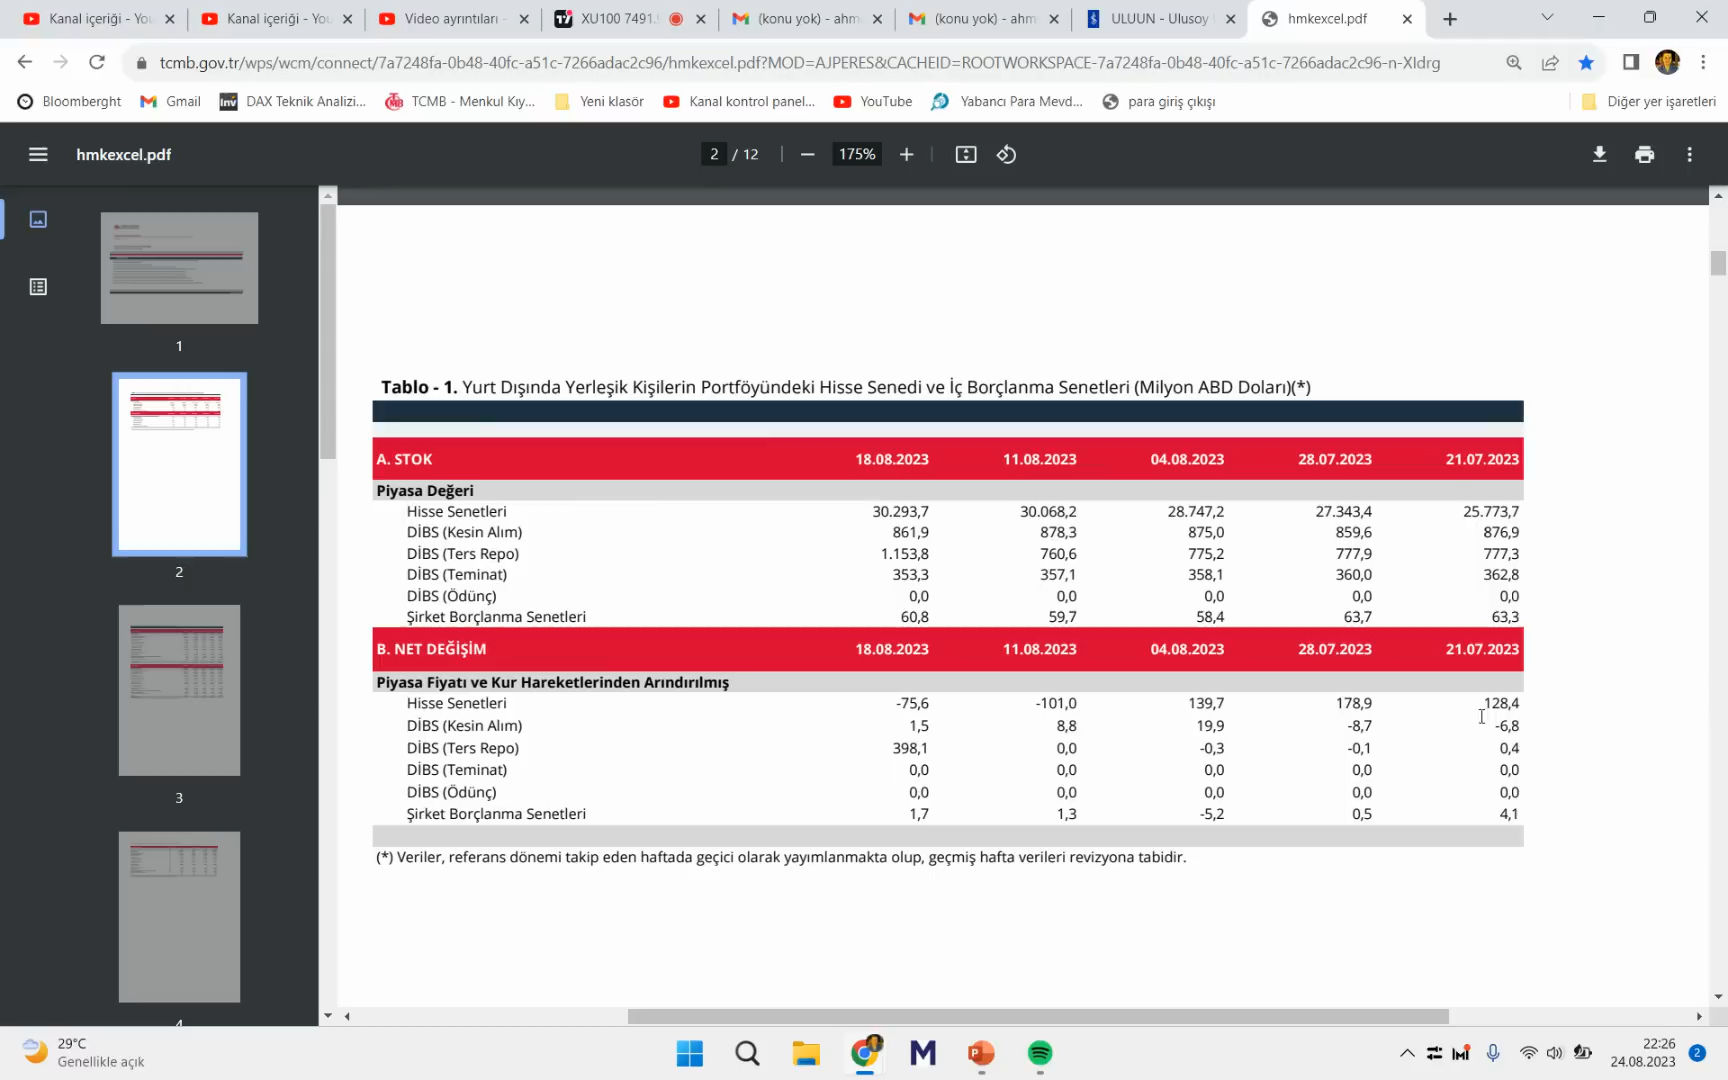 Kanal içeriği - You
Kanal içeriği - You
Video ayrıntıları -
XU100 7491.
(konu yok) - ahm
(konu yok) - ahm
ULUUN - Ulusoy
hmkexcel.pdf
tcmb.gov.tr/wps/wcm/connect/7a7248fa-0b48-40fc-a51c-7266adac2c96/hmkexcel.pdf?MOD=AJPERES&CACHEID=ROOTWORKSPACE-7a7248fa-0b48-40fc-a51c-7266adac2c96-n-XIdrg
Bloomberght
Gmail
Inv
DAX Teknik Analizi...
TCMB - Menkul Kıy...
Yeni klasör
Kanal kontrol panel...
YouTube
Yabancı Para Mevd...
para giriş çıkışı
Diğer yer işaretleri
hmkexcel.pdf
2 / 12
175%
1
2
3
4
Tablo - 1. Yurt Dışında Yerleşik Kişilerin Portföyündeki Hisse Senedi ve İç Borçlanma Senetleri (Milyon ABD Doları)(*)
A. STOK 18.08.2023 11.08.2023 04.08.2023 28.07.2023 21.07.2023
Piyasa Değeri
Hisse Senetleri 30.293,7 30.068,2 28.747,2 27.343,4 25.773,7
DİBS (Kesin Alım) 861,9 878,3 875,0 859,6 876,9
DİBS (Ters Repo) 1.153,8 760,6 775,2 777,9 777,3
DİBS (Teminat) 353,3 357,1 358,1 360,0 362,8
DİBS (Ödünç) 0,0 0,0 0,0 0,0 0,0
Şirket Borçlanma Senetleri 60,8 59,7 58,4 63,7 63,3
B. NET DEĞİŞİM 18.08.2023 11.08.2023 04.08.2023 28.07.2023 21.07.2023
Piyasa Fiyatı ve Kur Hareketlerinden Arındırılmış
Hisse Senetleri -75,6 -101,0 139,7 178,9 128,4
DİBS (Kesin Alım) 1,5 8,8 19,9 -8,7 -6,8
DİBS (Ters Repo) 398,1 0,0 -0,3 -0,1 0,4
DİBS (Teminat) 0,0 0,0 0,0 0,0 0,0
DİBS (Ödünç) 0,0 0,0 0,0 0,0 0,0
Şirket Borçlanma Senetleri 1,7 1,3 -5,2 0,5 4,1
(*) Veriler, referans dönemi takip eden haftada geçici olarak yayımlanmakta olup, geçmiş hafta verileri revizyona tabidir.
29°C
Genellikle açık
22:26
24.08.2023
2